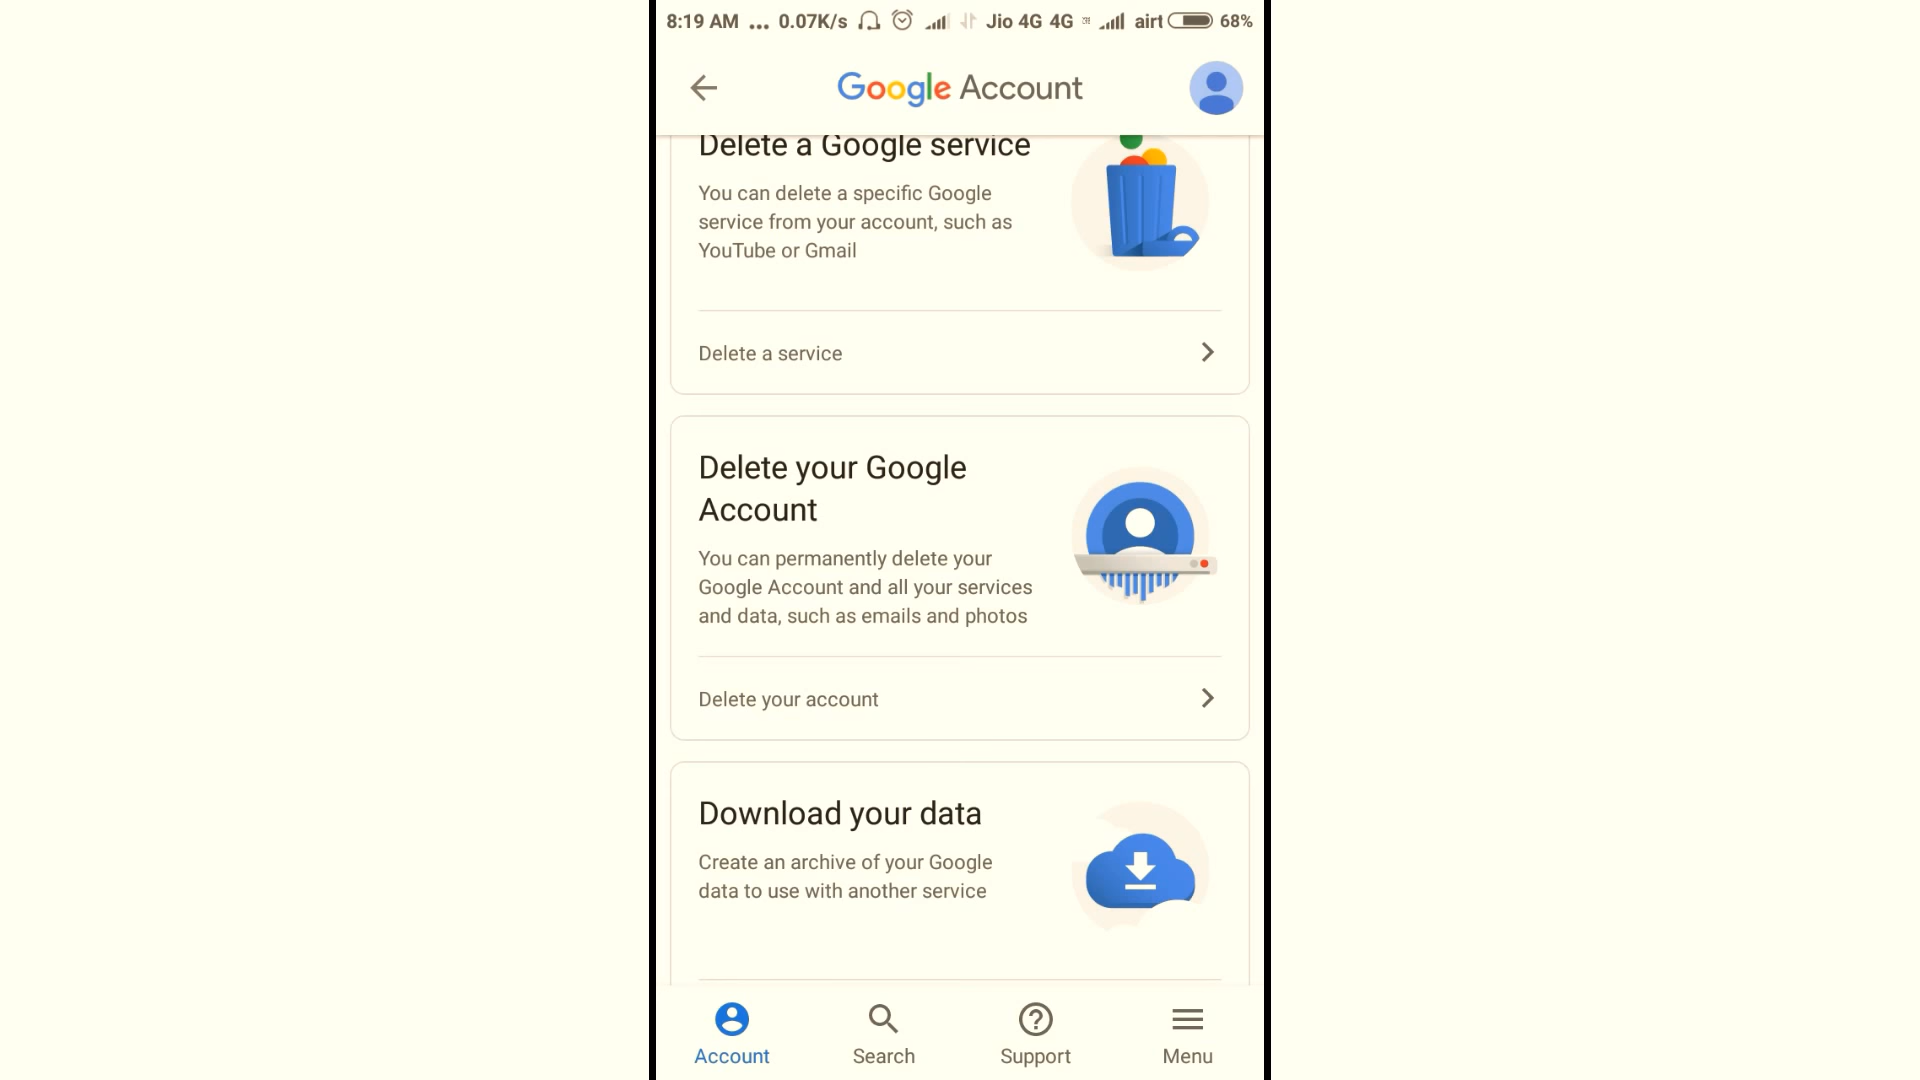 8:19 AM ... 0.07K/s Jio 4G 4G airt 68%
Google Account
Delete a Google service
You can delete a specific Google
service from your account, such as
YouTube or Gmail
Delete a service
Delete your Google
Account
You can permanently delete your
Google Account and all your services
and data, such as emails and photos
Delete your account
Download your data
Create an archive of your Google
data to use with another service
Account
Search
Support
Menu